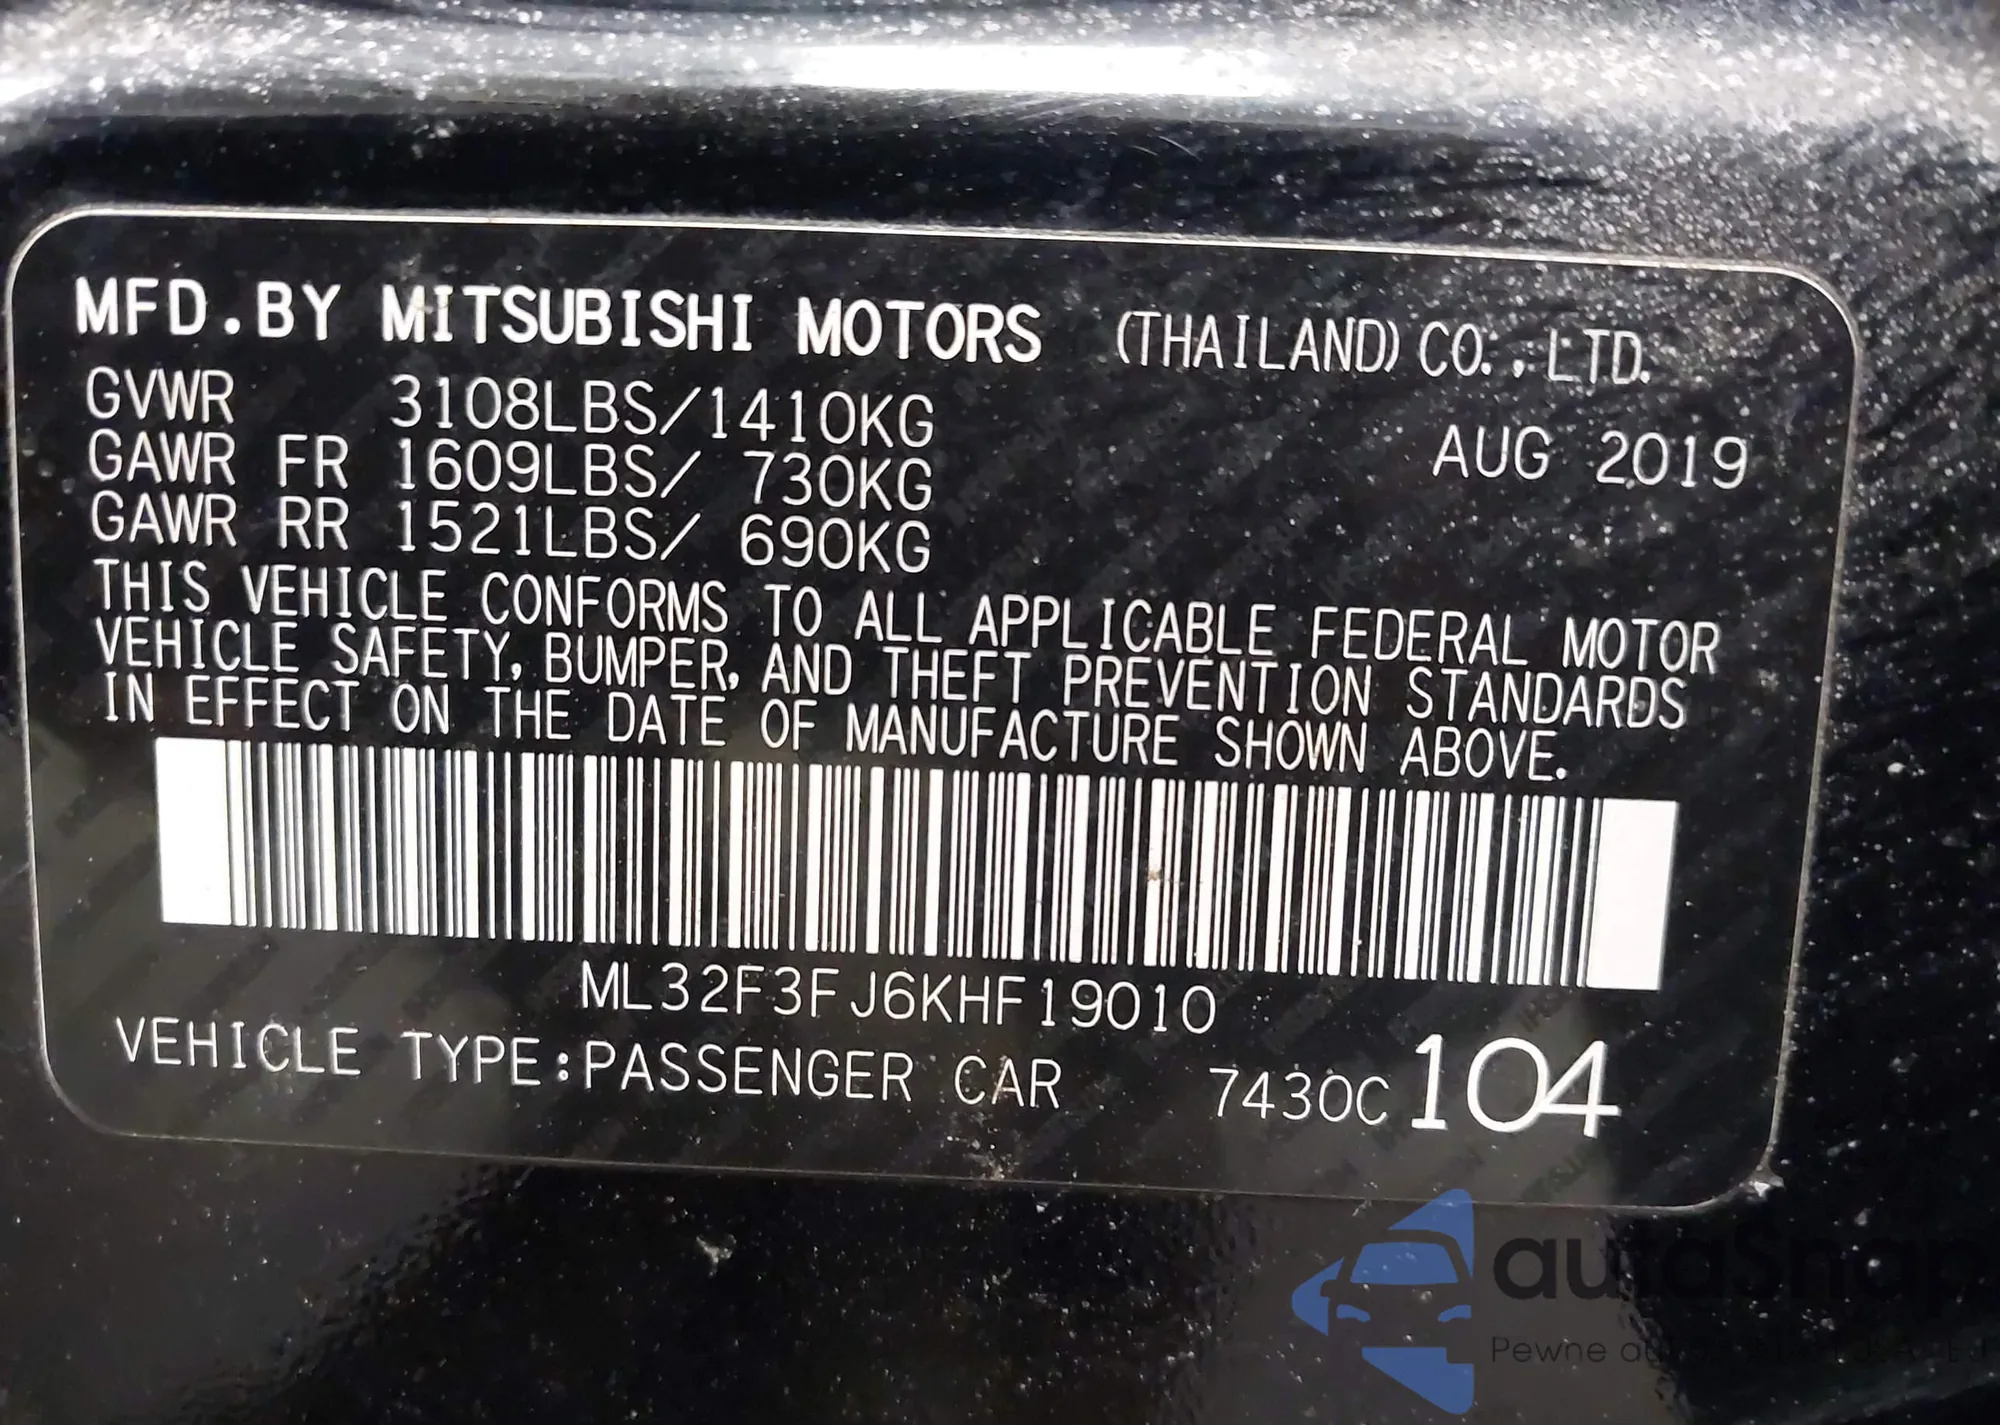 MFD.BY MITSUBISHI MOTORS (THAILAND) CO., LTD.
GVWR 3108LBS/1410KG
AUG 2019
GAWR FR 1609LBS/ 730KG
GAWR RR 1521LBS/ 690KG
THIS VEHICLE CONFORMS TO ALL APPLICABLE FEDERAL MOTOR
VEHICLE SAFETY, BUMPER, AND THEFT PREVENTION STANDARDS
IN EFFECT ON THE DATE OF MANUFACTURE SHOWN ABOVE.
ML32F3FJ6KHF19010
VEHICLE TYPE:PASSENGER CAR 7430C 104
autaSnap
Pewne